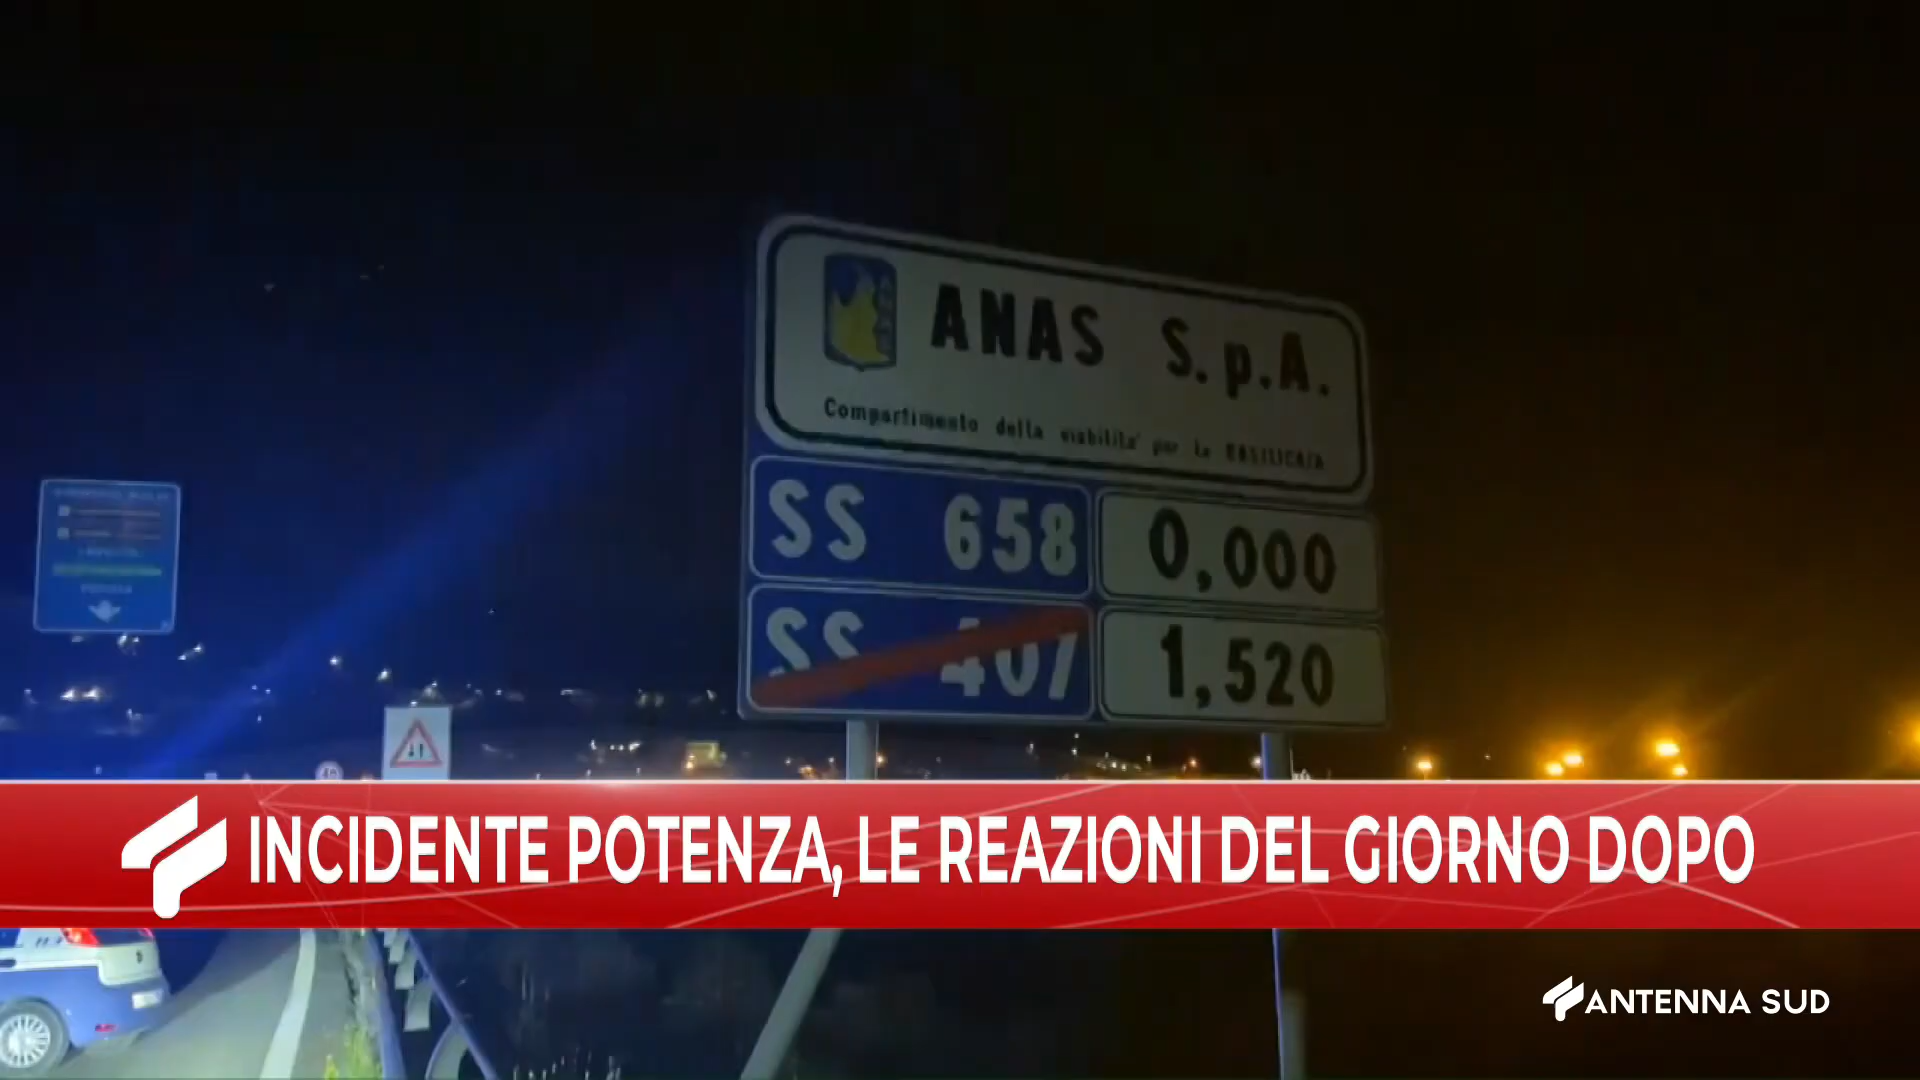 ANAS S.p.A.
Compartimento della viabilita' per la BASILICATA
SS 658 0,000
SS 407 1,520
INCIDENTE POTENZA, LE REAZIONI DEL GIORNO DOPO
ANTENNA SUD